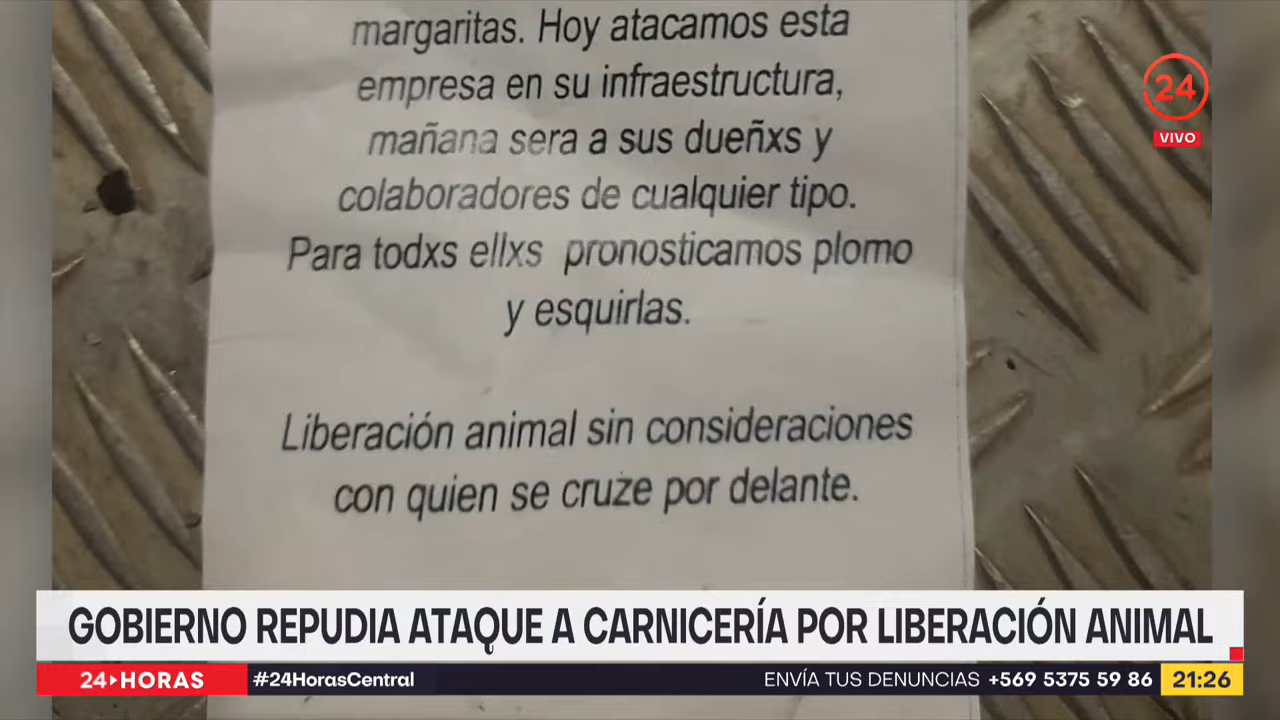 margaritas. Hoy atacamos esta
empresa en su infraestructura,
mañana sera a sus dueñxs y
colaboradores de cualquier tipo.
Para todxs ellxs pronosticamos plomo
y esquirlas.
Liberación animal sin consideraciones
con quien se cruze por delante.
24
VIVO
GOBIERNO REPUDIA ATAQUE A CARNICERÍA POR LIBERACIÓN ANIMAL
24 HORAS
#24HorasCentral
ENVÍA TUS DENUNCIAS +569 5375 59 86
21:26